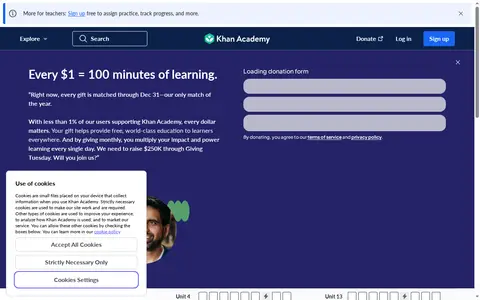 More for teachers: Sign up free to assign practice, track progress, and more.
Explore
Search
Khan Academy
Donate
Log in
Sign up
Every $1 = 100 minutes of learning.
"Right now, every gift is matched through Dec 31—our only match
of the year.
With less than 1% of our users supporting Khan Academy, every dollar
matters. Your gift helps provide free, world-class education to learners
everywhere. And by giving monthly, you multiply your impact and
power learning every single day. We need to raise $250K through Giving
Tuesday. Will you join us?"
Loading donation form
By donating, you agree to our terms of service and privacy policy.
Use of cookies
Cookies are small files placed on your device that collect
information when you use Khan Academy. Strictly necessary
cookies are used to make our site work and are required.
Other types of cookies are used to improve your experience,
to analyze how Khan Academy is used, and to market our
service. You can allow these other cookies by checking the
boxes below. You can learn more in our cookie policy
Accept All Cookies
Strictly Necessary Only
Cookies Settings
Unit 4
Unit 13